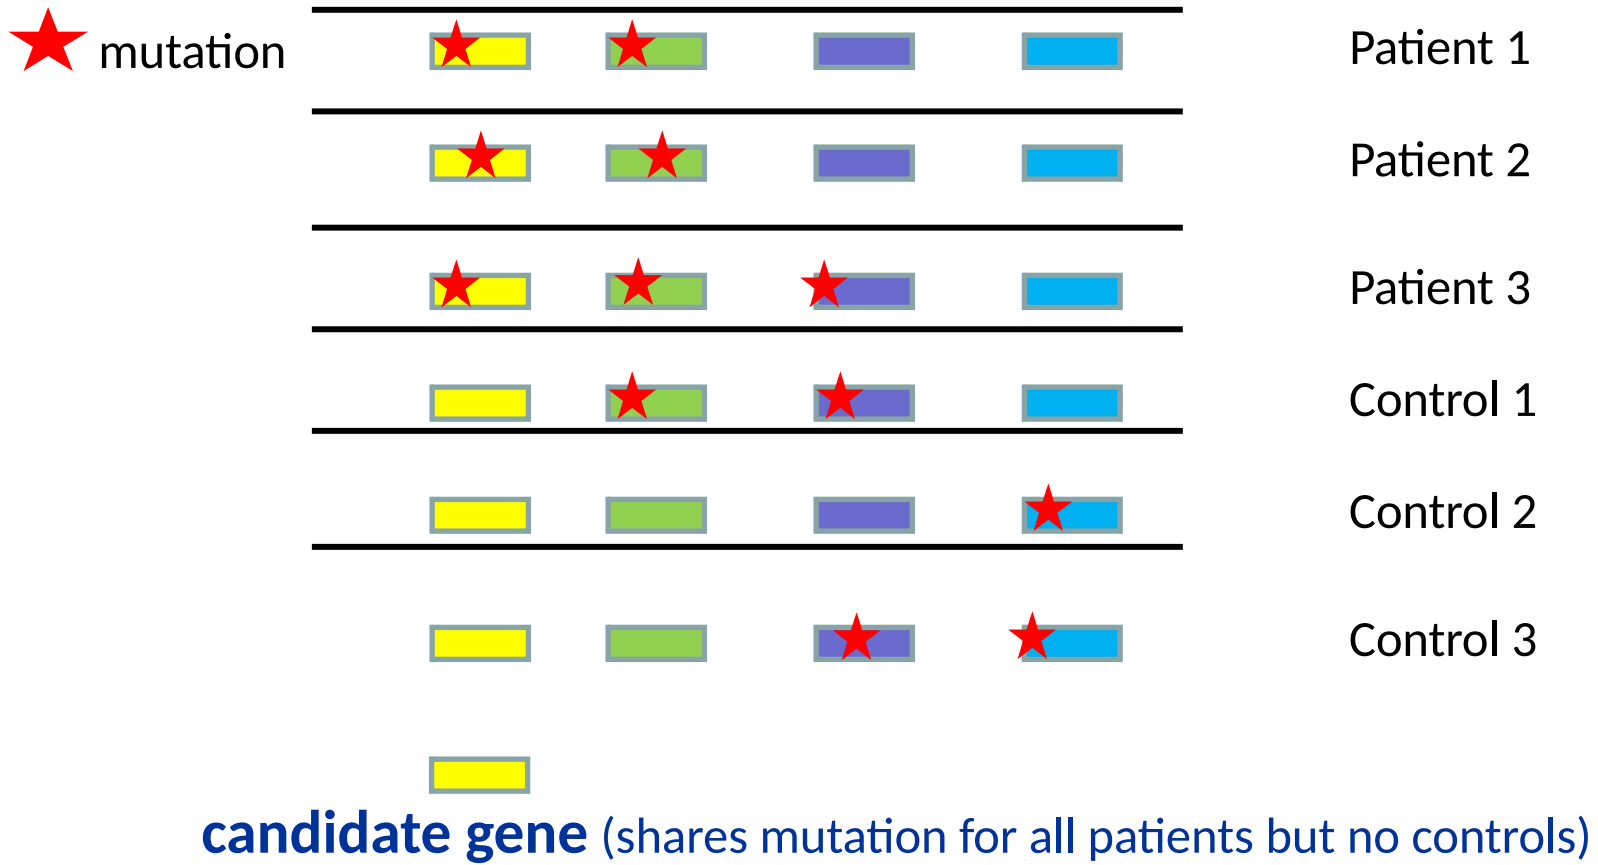 mutation
Patient 1
Patient 2
Patient 3
Control 1
Control 2
Control 3
candidate gene (shares mutation for all patients but no controls)